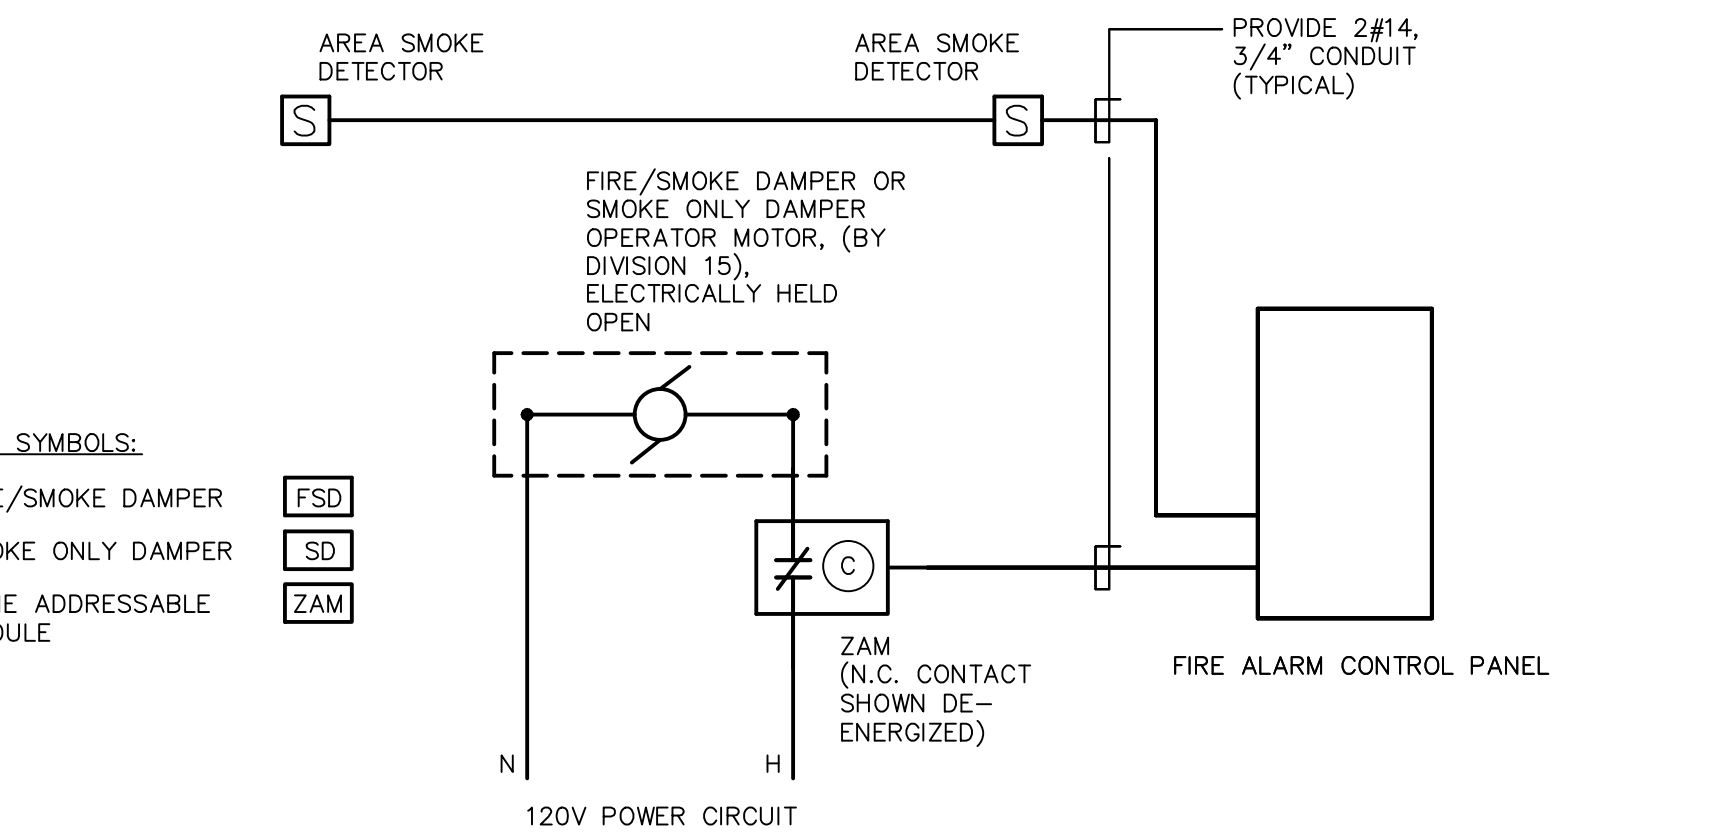 AREA SMOKE
DETECTOR
AREA SMOKE
DETECTOR
PROVIDE 2#14,
3/4" CONDUIT
(TYPICAL)
S
S
FIRE/SMOKE DAMPER OR
SMOKE ONLY DAMPER
OPERATOR MOTOR, (BY
DIVISION 15),
ELECTRICALLY HELD
OPEN
SYMBOLS:
E/SMOKE DAMPER
FSD
OKE ONLY DAMPER
SD
ADDRESSABLE
ZAM
DULE
C
ZAM
(N.C. CONTACT
SHOWN DE-
ENERGIZED)
FIRE ALARM CONTROL PANEL
N
H
120V POWER CIRCUIT